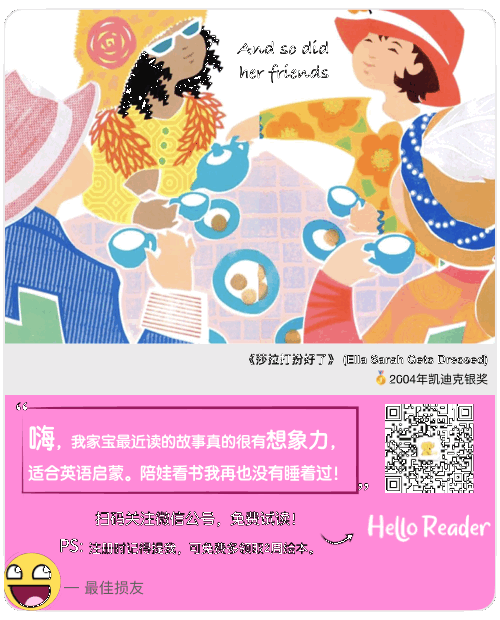 And so did
her friends
《莎拉打扮好了》 (Ella Sarah Gets Dressed)
2004年凯迪克银奖
“
嗨，我家宝最近读的故事真的很有想象力，
适合英语启蒙。陪娃看书我再也没有睡着过！
”
扫码关注微信公号，免费试读！
Hello Reader
PS:
— 最佳损友